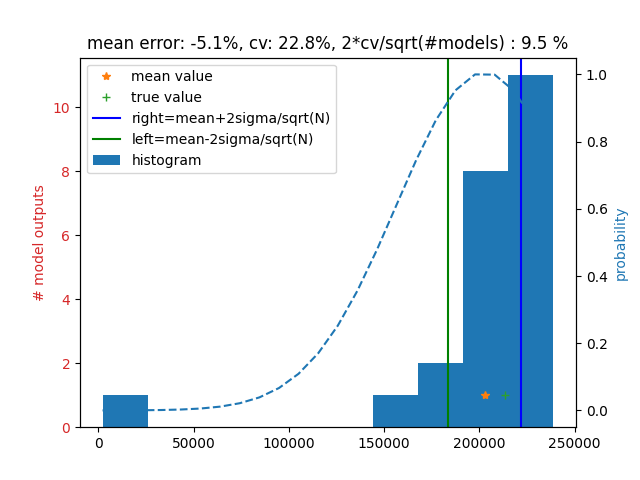 mean error: -5.1%, cv: 22.8%, 2*cv/sqrt(#models) : 9.5 %
mean value
true value
right=mean+2sigma/sqrt(N)
left=mean-2sigma/sqrt(N)
histogram
# model outputs
10
8
6
4
2
0
1.0
0.8
0.6
0.4
0.2
0.0
probability
0
50000
100000
150000
200000
250000